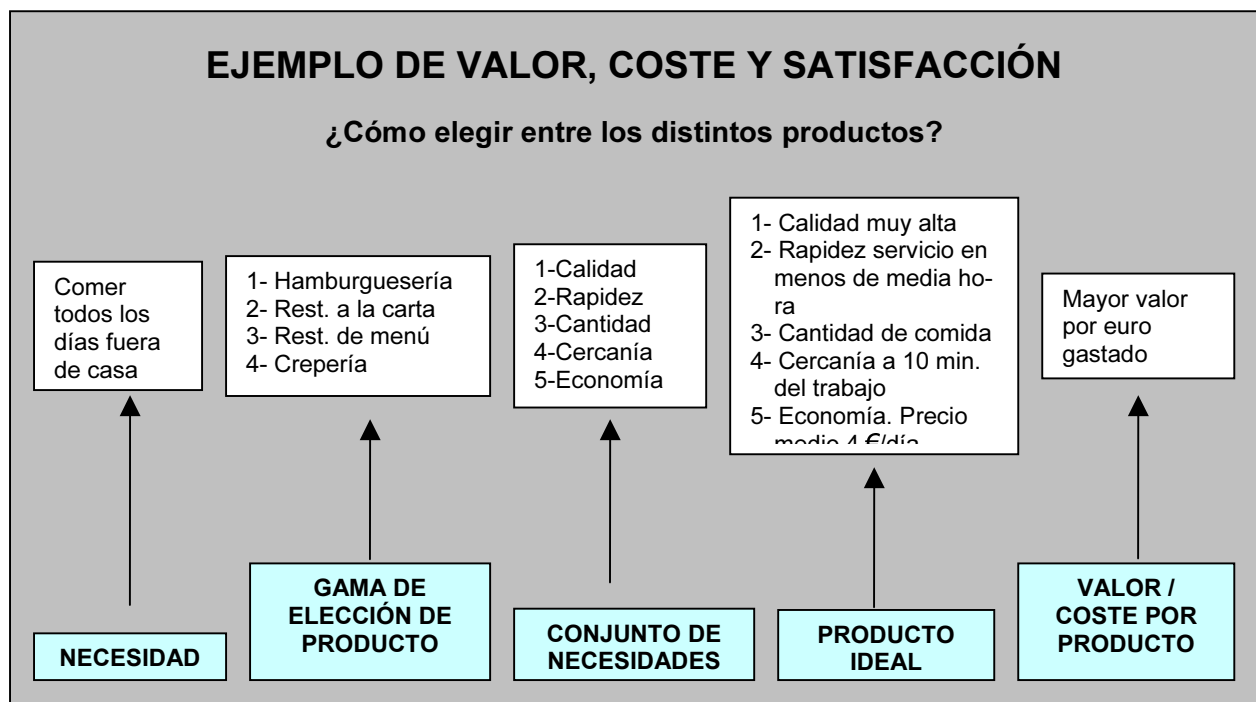 EJEMPLO DE VALOR, COSTE Y SATISFACCIÓN
¿Cómo elegir entre los distintos productos?
Comer
todos los
días fuera
de casa
1- Hamburguesería
2- Rest. a la carta
3- Rest. de menú
4- Crepería
1-Calidad
2-Rapidez
3-Cantidad
4-Cercanía
5-Economía
1- Calidad muy alta
2- Rapidez servicio en
menos de media ho-
ra
3- Cantidad de comida
4- Cercanía a 10 min.
del trabajo
5- Economía. Precio
medio 4 €/día
Mayor valor
por euro
gastado
NECESIDAD
GAMA DE
ELECCIÓN DE
PRODUCTO
CONJUNTO DE
NECESIDADES
PRODUCTO
IDEAL
VALOR /
COSTE POR
PRODUCTO